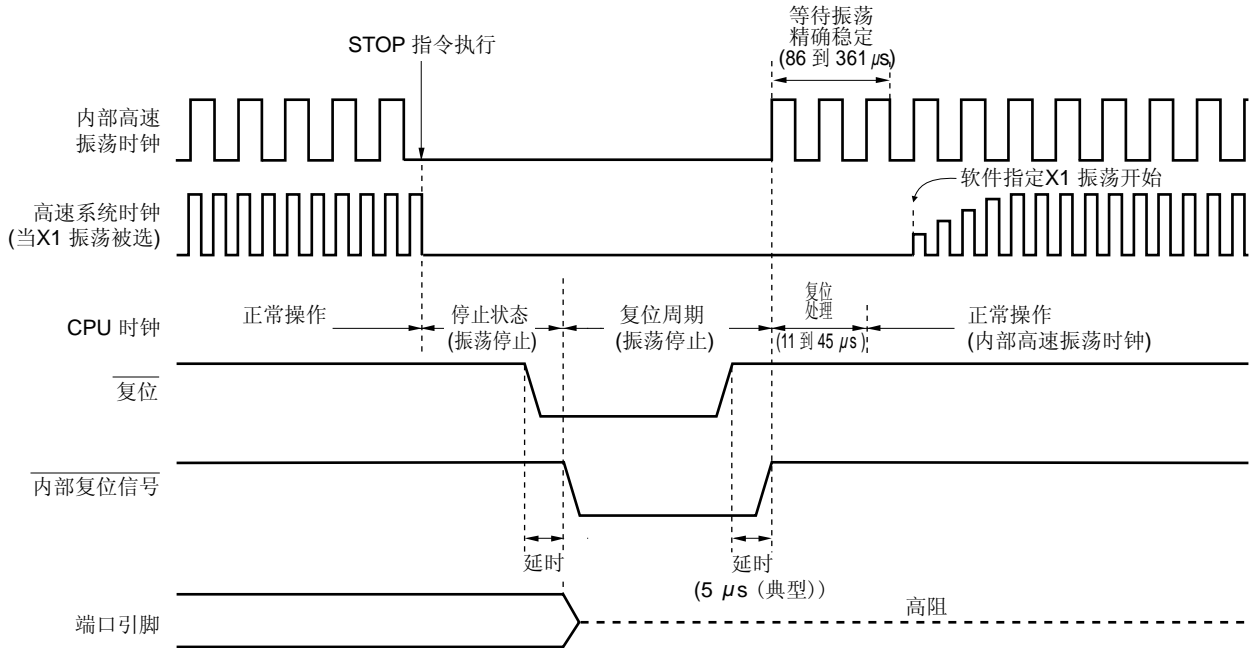 等待振荡
精确稳定
(86 到 361 μs)
STOP 指令执行
内部高速
振荡时钟
软件指定X1 振荡开始
高速系统时钟
(当X1 振荡被选)
CPU 时钟
正常操作
停止状态
(振荡停止)
复位周期
(振荡停止)
复位
处理
(11 到 45 μs )
正常操作
(内部高速振荡时钟)
复位
内部复位信号
延时
延时
(5 μs (典型))
端口引脚
高阻